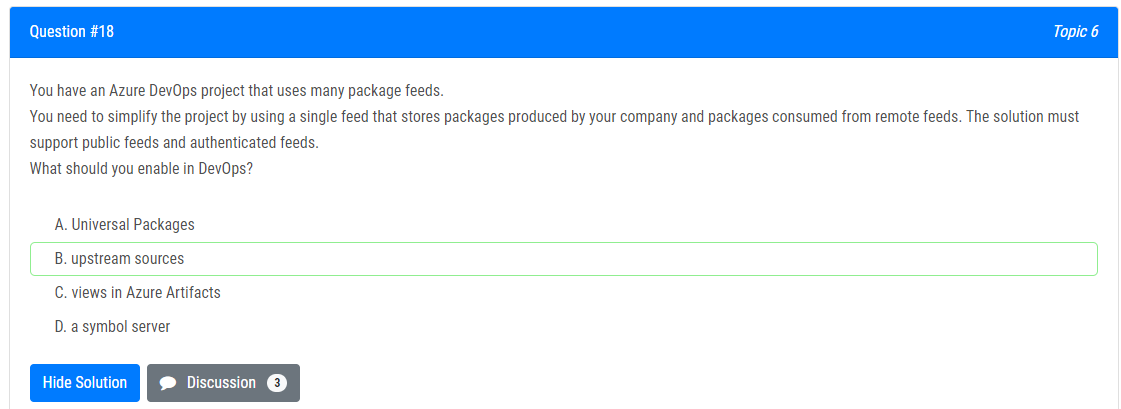 Question #18
Topic 6
You have an Azure DevOps project that uses many package feeds.
You need to simplify the project by using a single feed that stores packages produced by your company and packages consumed from remote feeds. The solution must
support public feeds and authenticated feeds.
What should you enable in DevOps?
A. Universal Packages
B. upstream sources
C. views in Azure Artifacts
D. a symbol server
Hide Solution
Discussion 3